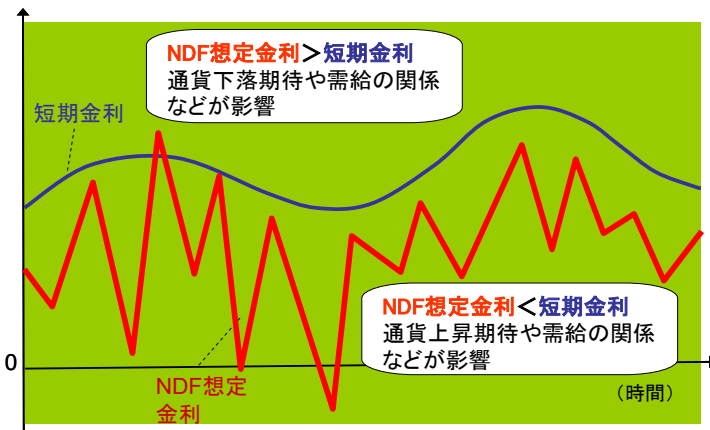 NDF想定金利＞短期金利
通貨下落期待や需給の関係
などが影響
短期金利
NDF想定金利＜短期金利
通貨上昇期待や需給の関係
などが影響
0
NDF想定
金利
（時間）